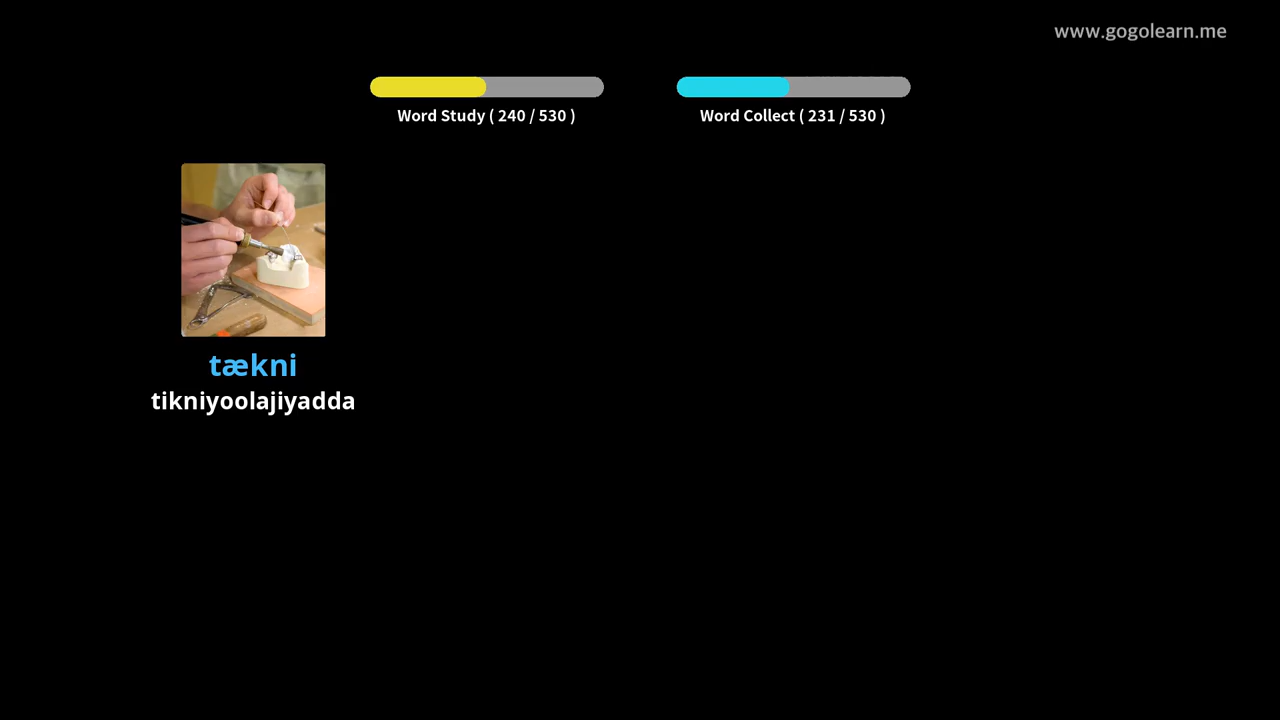 www.gogolearn.me
Word Study ( 240 / 530 )
Word Collect ( 231 / 530 )
tækni
tikniyoolajiyadda